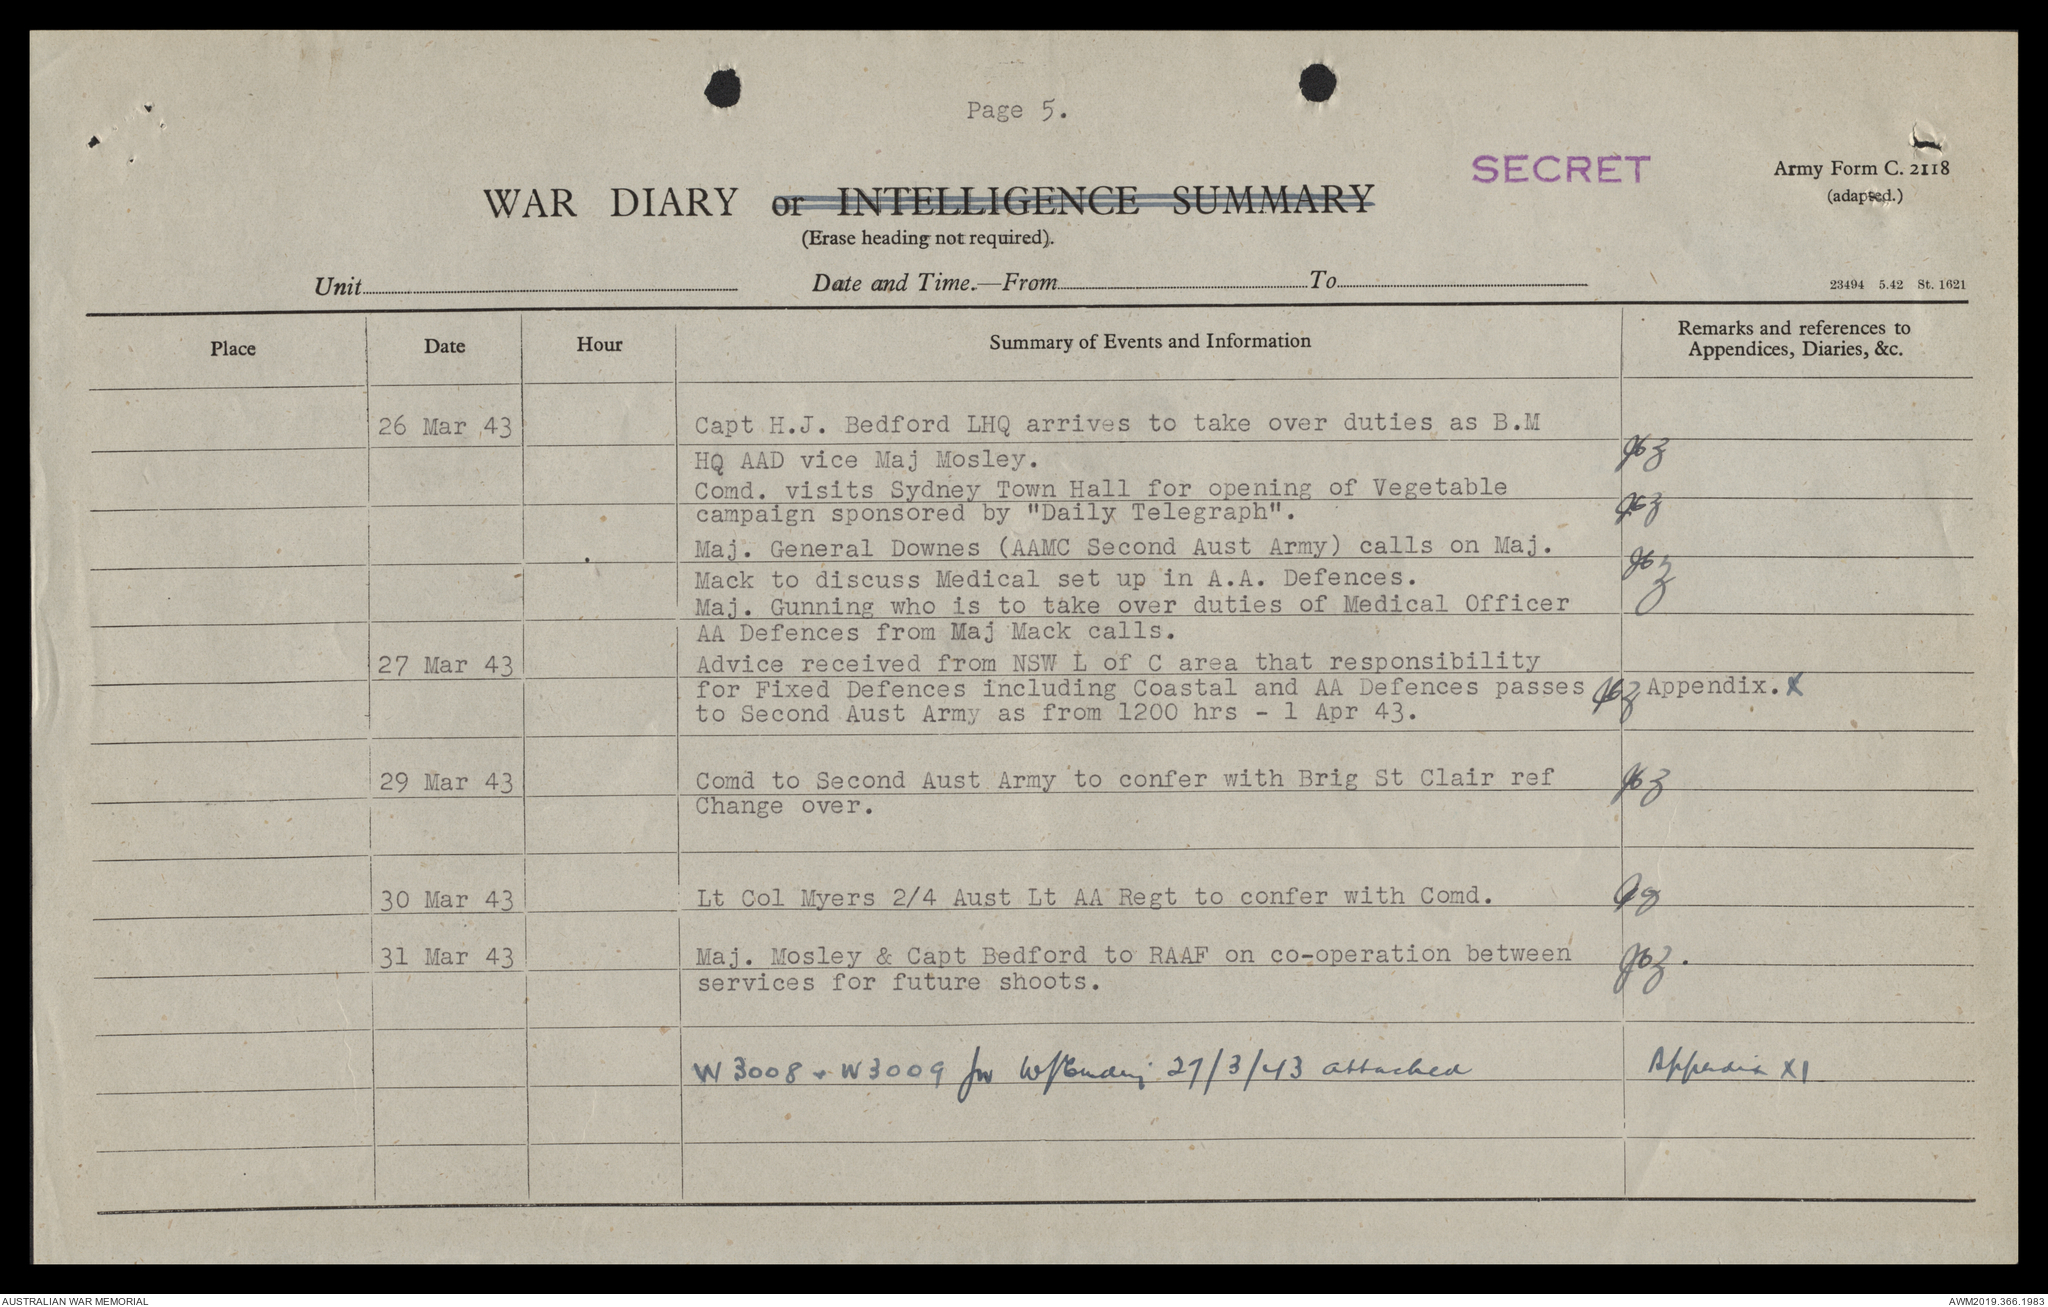 Page 5.
SECRET
Army Form C. 2118
(adapted.)
WAR DIARY or INTELLIGENCE SUMMARY
(Erase heading not required).
Unit
Date and Time.—From
To
23494 5.42 St. 1621
Place
Date
Hour
Summary of Events and Information
Remarks and references to
Appendices, Diaries, &c.
26 Mar 43
Capt H.J. Bedford LHQ arrives to take over duties as B.M
HQ AAD vice Maj Mosley.
Comd. visits Sydney Town Hall for opening of Vegetable
campaign sponsored by "Daily Telegraph".
Maj. General Downes (AAMC Second Aust Army) calls on Maj.
Mack to discuss Medical set up in A.A. Defences.
Maj. Gunning who is to take over duties of Medical Officer
AA Defences from Maj Mack calls.
27 Mar 43
Advice received from NSW L of C area that responsibility
for Fixed Defences including Coastal and AA Defences passes
Appendix. X
to Second Aust Army as from 1200 hrs - 1 Apr 43.
29 Mar 43
Comd to Second Aust Army to confer with Brig St Clair ref
Change over.
30 Mar 43
Lt Col Myers 2/4 Aust Lt AA Regt to confer with Comd.
31 Mar 43
Maj. Mosley & Capt Bedford to RAAF on co-operation between
services for future shoots.
W3008 + W3009 for W/Ending 27/3/43 attached
Appendix XI
AUSTRALIAN WAR MEMORIAL
AWM2019.366.1983